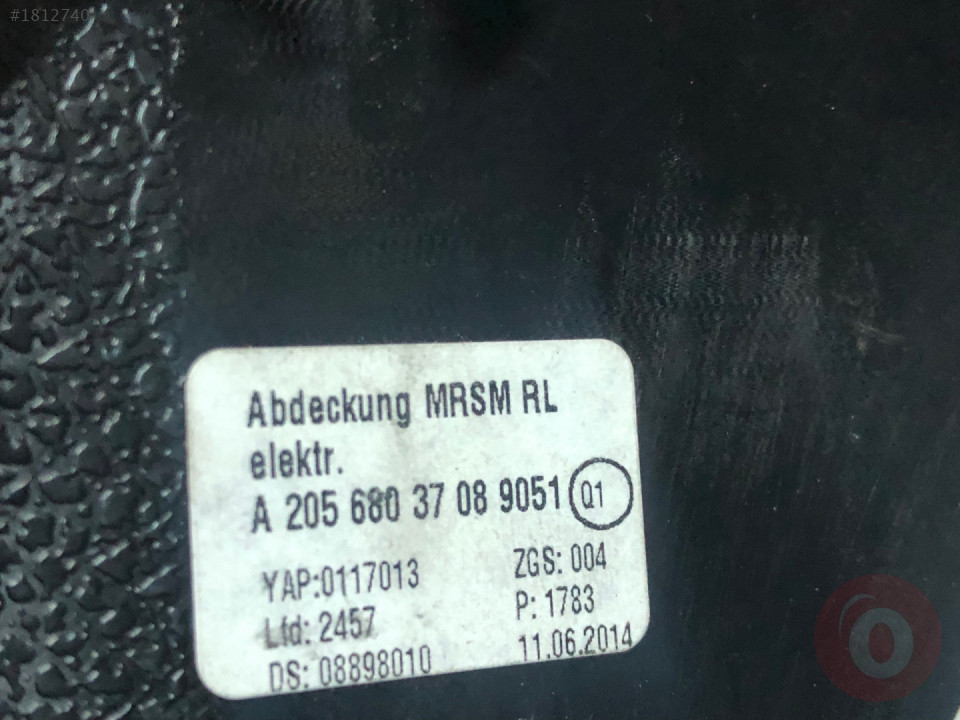 #1812740
Abdeckung MRSM RL
elektr.
A 205 680 37 08 9051 Q1
YAP:0117013 ZGS: 004
Lfd: 2457 P: 1783
DS: 08898010 11.06.2014